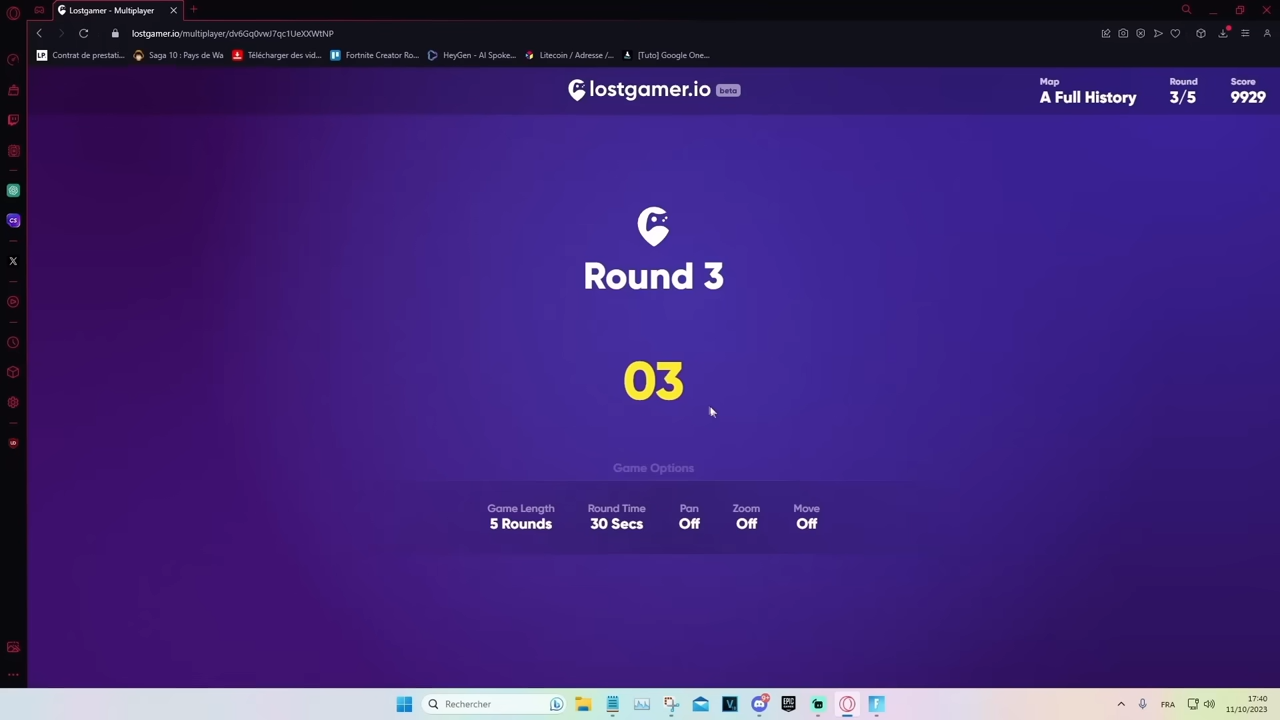 Lostgamer - Multiplayer
lostgamer.io/multiplayer/dv6Gq0vwJ7qc1UeXXWtNP
LP Contrat de prestati... Saga 10 : Pays de Wa Télécharger des vid... Fortnite Creator Ro... HeyGen - AI Spoke... Litecoin / Adresse /... [Tuto] Google One...
lostgamer.io beta
Map Round Score
A Full History 3/5 9929
CS
Round 3
03
Game Options
Game Length Round Time Pan Zoom Move
5 Rounds 30 Secs Off Off Off
Rechercher
FRA
17:40
11/10/2023